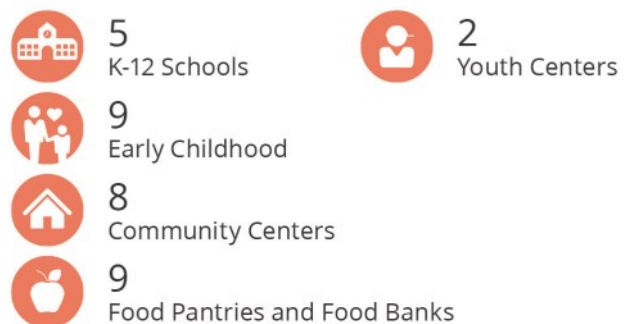 5
K-12 Schools
2
Youth Centers
9
Early Childhood
8
Community Centers
9
Food Pantries and Food Banks